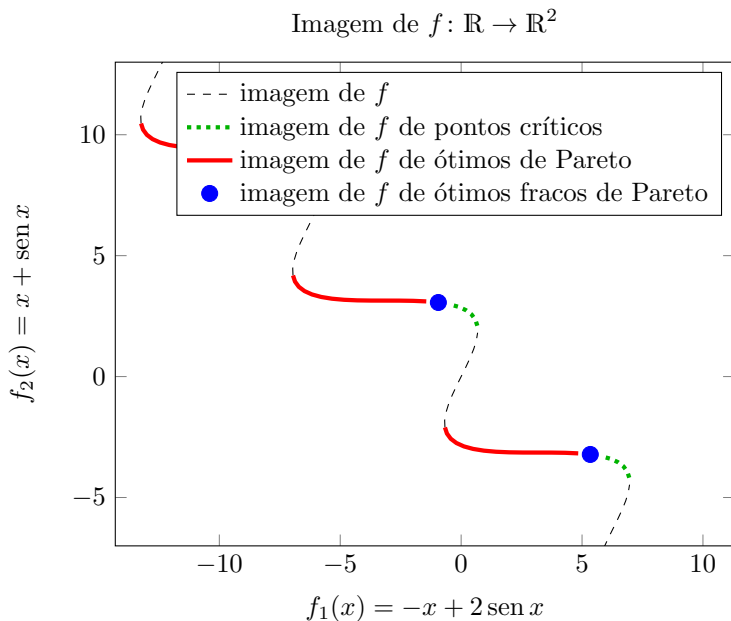 Imagem de f: ℝ → ℝ²
imagem de f
imagem de f de pontos críticos
imagem de f de ótimos de Pareto
imagem de f de ótimos fracos de Pareto
10
5
0
−5
f₂(x) = x + sen x
−10
−5
0
5
10
f₁(x) = −x + 2 sen x